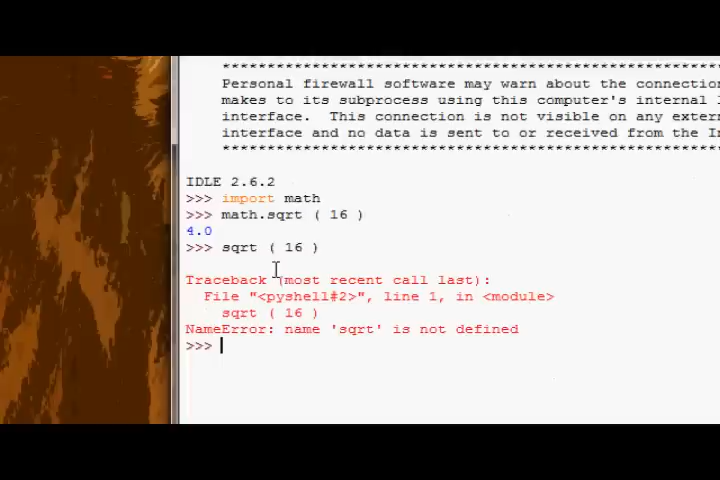 ****************************************************************
Personal firewall software may warn about the connectio
makes to its subprocess using this computer's internal
interface. This connection is not visible on any exter
interface and no data is sent to or received from the I
****************************************************************
IDLE 2.6.2
>>> import math
>>> math.sqrt ( 16 )
4.0
>>> sqrt ( 16 )
Traceback (most recent call last):
File "<pyshell#2>", line 1, in <module>
sqrt ( 16 )
NameError: name 'sqrt' is not defined
>>>